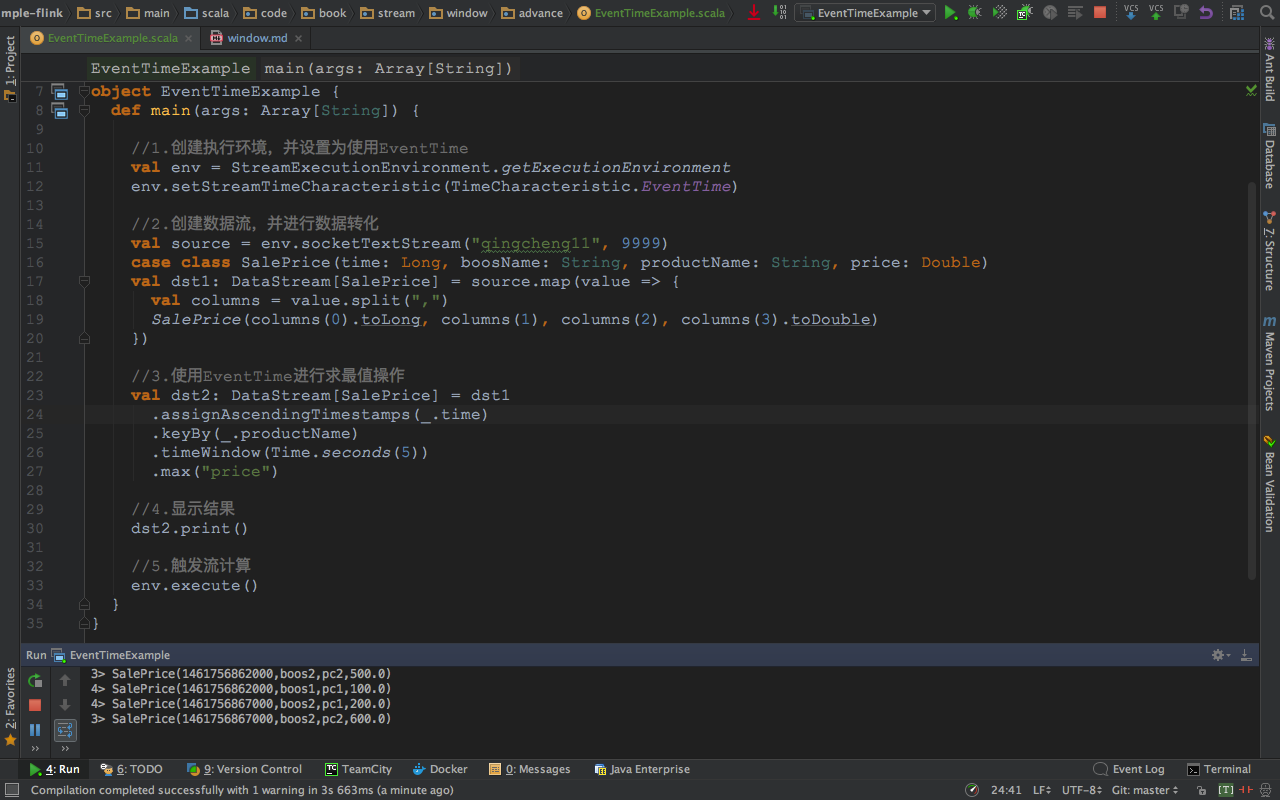 mple-flink src main scala code book stream window advance EventTimeExample.scala EventTimeExample VCS VCS
EventTimeExample.scala window.md
EventTimeExample main(args: Array[String])
7 object EventTimeExample {
8 def main(args: Array[String]) {
9
10 //1.创建执行环境，并设置为使用EventTime
11 val env = StreamExecutionEnvironment.getExecutionEnvironment
12 env.setStreamTimeCharacteristic(TimeCharacteristic.EventTime)
13
14 //2.创建数据流，并进行数据转化
15 val source = env.socketTextStream("qingcheng11", 9999)
16 case class SalePrice(time: Long, boosName: String, productName: String, price: Double)
17 val dst1: DataStream[SalePrice] = source.map(value => {
18 val columns = value.split(",")
19 SalePrice(columns(0).toLong, columns(1), columns(2), columns(3).toDouble)
20 })
21
22 //3.使用EventTime进行求最值操作
23 val dst2: DataStream[SalePrice] = dst1
24 .assignAscendingTimestamps(_.time)
25 .keyBy(_.productName)
26 .timeWindow(Time.seconds(5))
27 .max("price")
28
29 //4.显示结果
30 dst2.print()
31
32 //5.触发流计算
33 env.execute()
34 }
35 }
1: Project
2: Favorites
Ant Build
Database
Z: Structure
Maven Projects
Bean Validation
Run EventTimeExample
3> SalePrice(1461756862000,boos2,pc2,500.0)
4> SalePrice(1461756862000,boos1,pc1,100.0)
4> SalePrice(1461756867000,boos2,pc1,200.0)
3> SalePrice(1461756867000,boos2,pc2,600.0)
4: Run 6: TODO 9: Version Control TeamCity Docker 0: Messages Java Enterprise Event Log Terminal
Compilation completed successfully with 1 warning in 3s 663ms (a minute ago) 24:41 LF UTF-8 Git: master [T]